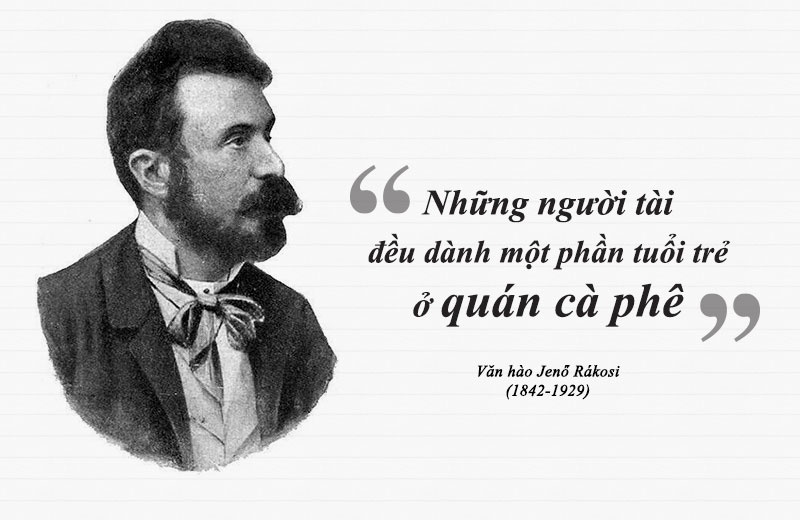 “ Những người tài
đều dành một phần tuổi trẻ
ở quán cà phê ”
Văn hào Jenő Rákosi
(1842-1929)